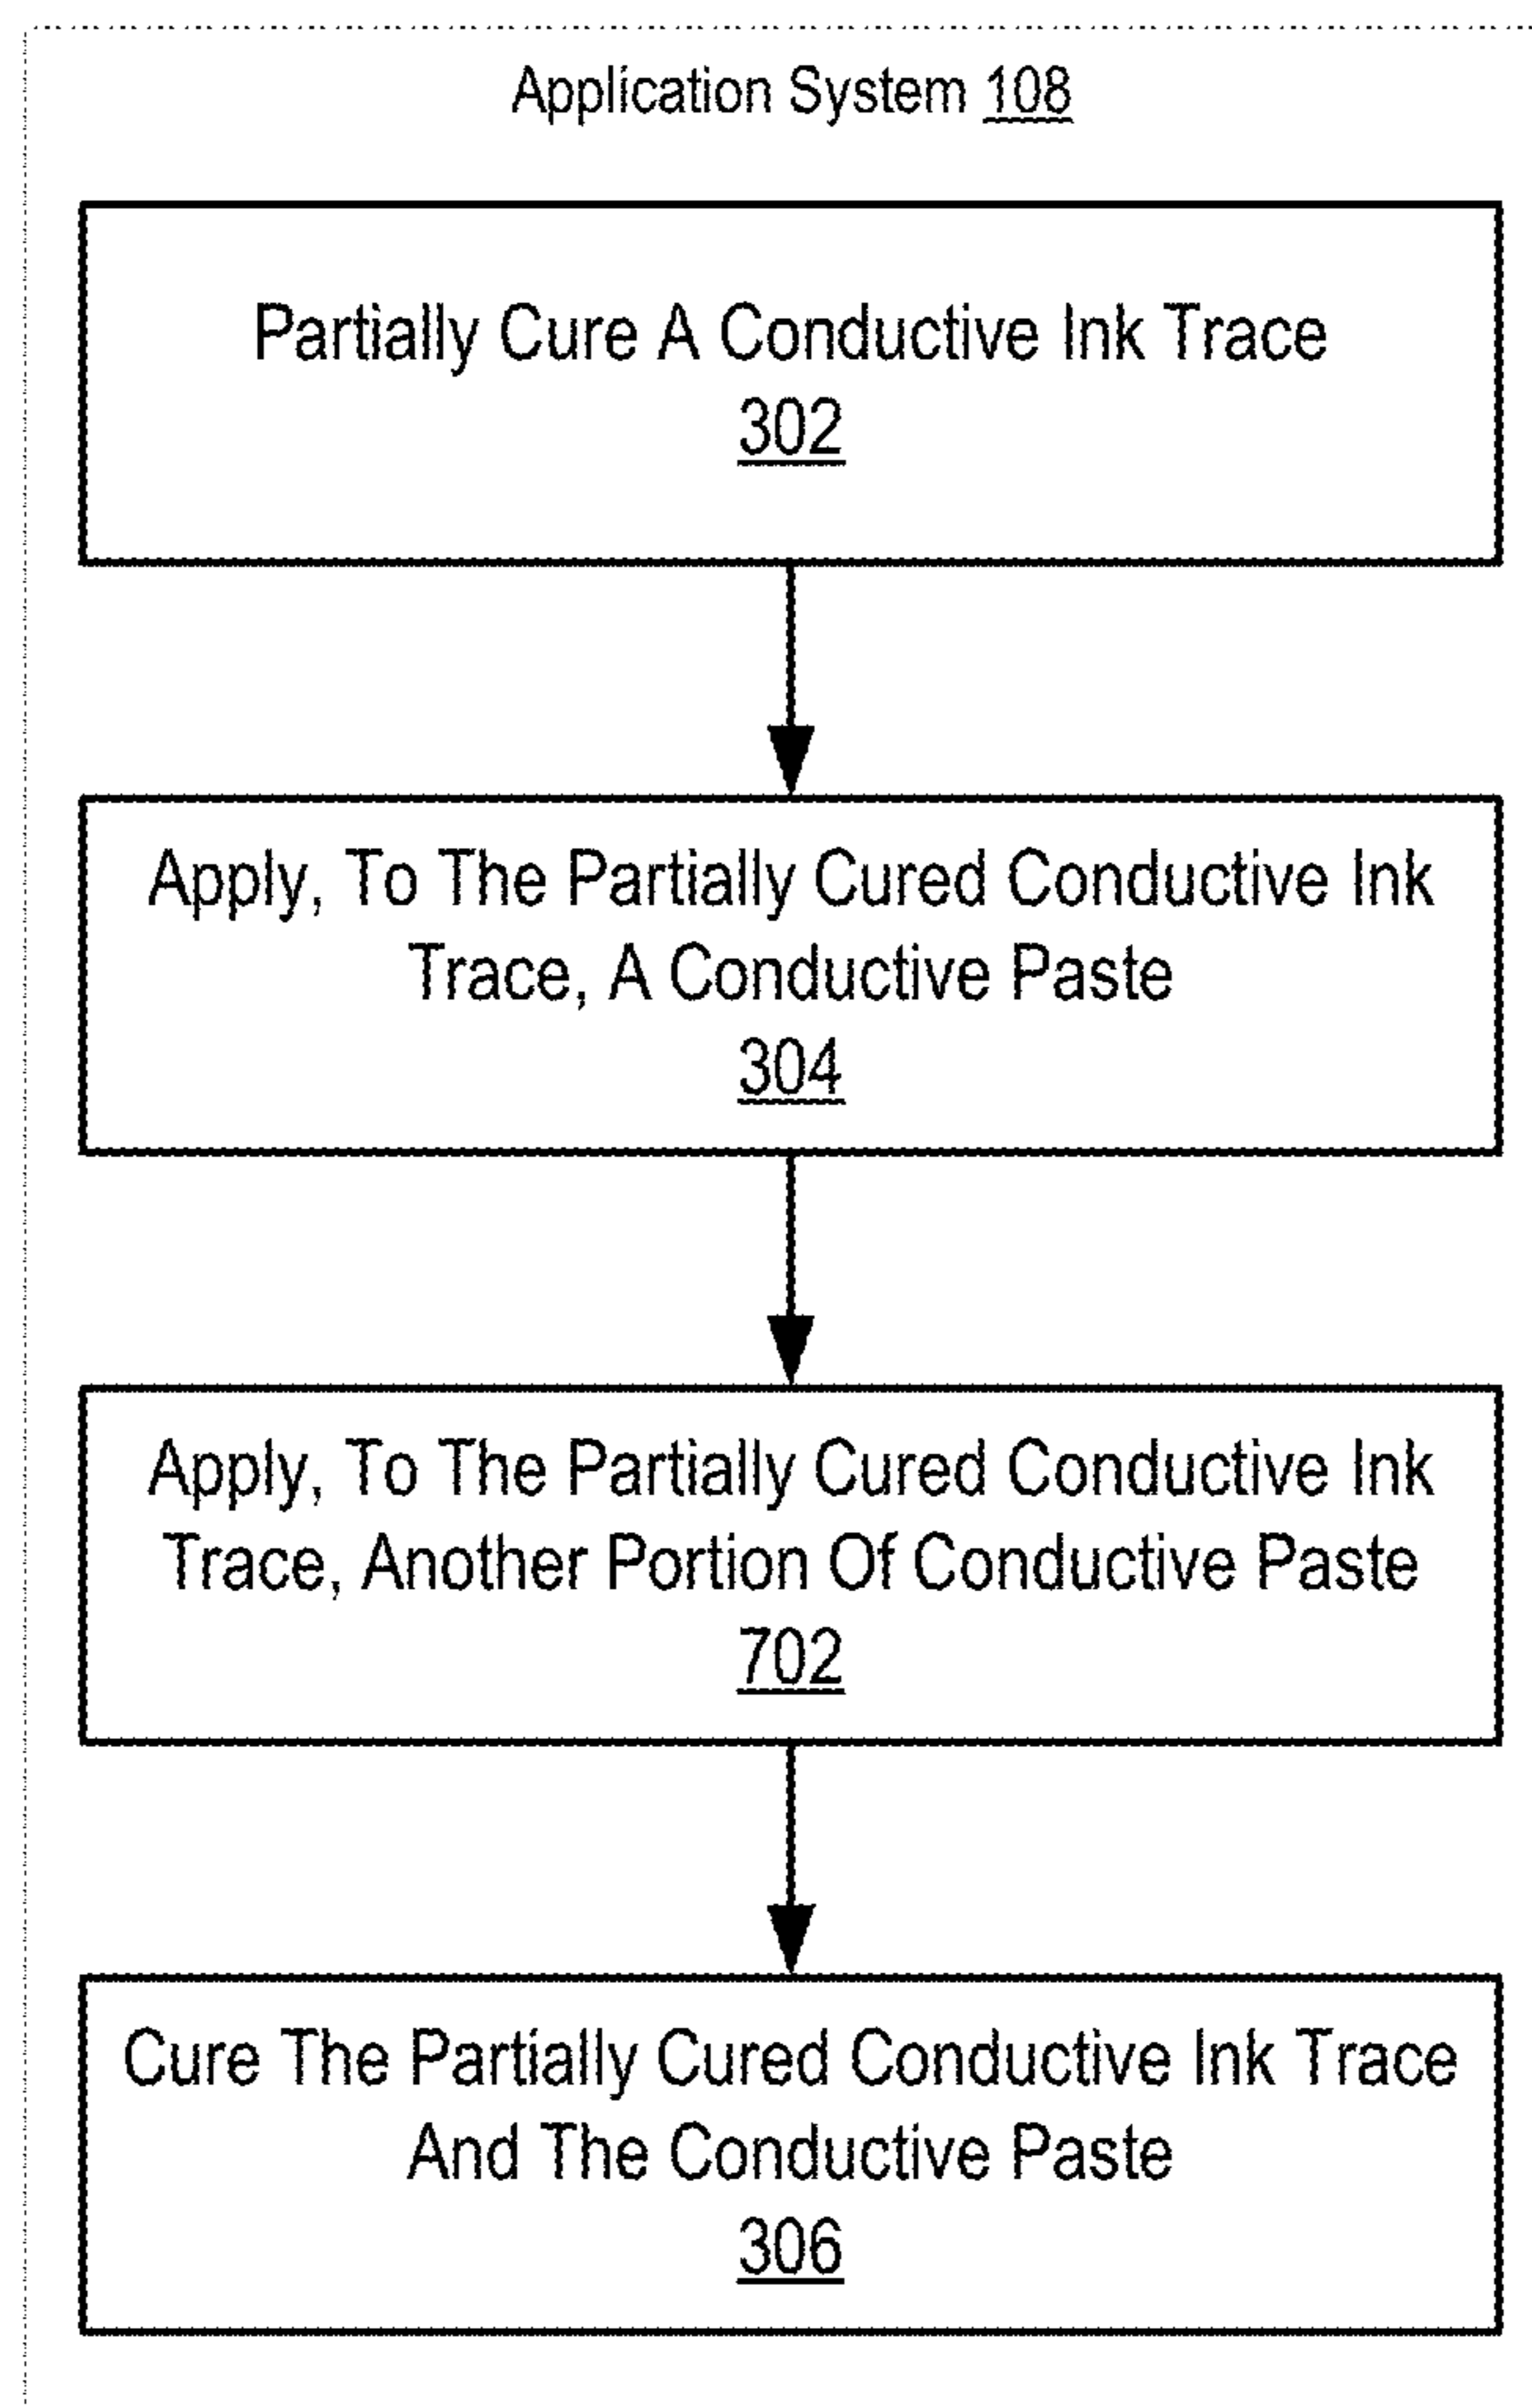 Application System 108
Partially Cure A Conductive Ink Trace
302
Apply, To The Partially Cured Conductive Ink
Trace, A Conductive Paste
304
Apply, To The Partially Cured Conductive Ink
Trace, Another Portion Of Conductive Paste
702
Cure The Partially Cured Conductive Ink Trace
And The Conductive Paste
306